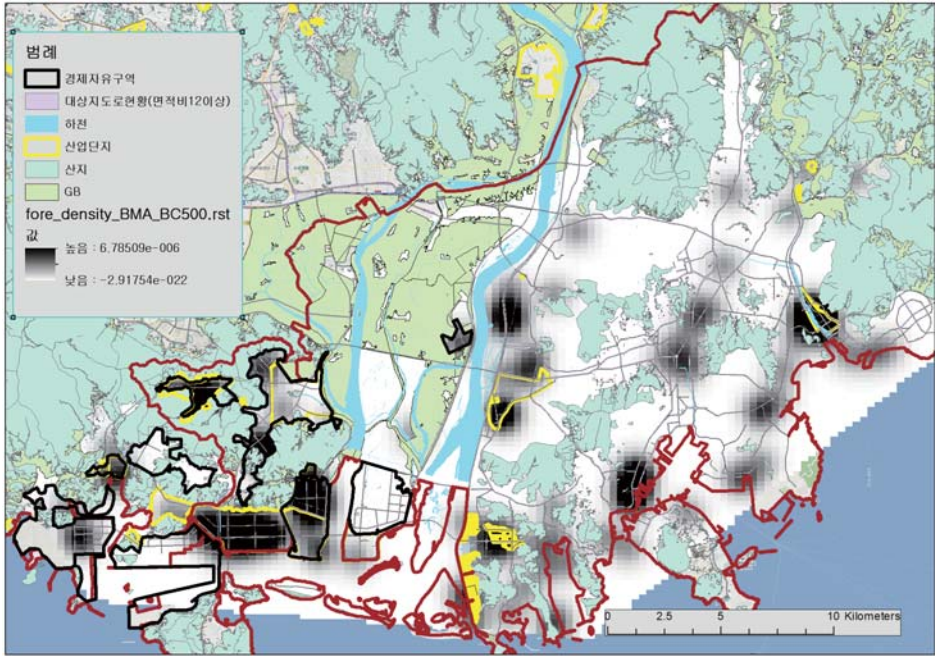 범례
경제자유구역
대상지도로현황(면적비12이상)
하천
산업단지
산지
GB
fore_density_BMA_BC500.rst
값
높음 : 6.78509e-006
낮음 : -2.91754e-022
0 2.5 5 10 Kilometers